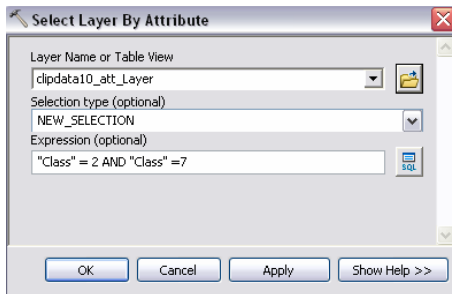 Select Layer By Attribute
Layer Name or Table View
clipdata10_att_Layer
Selection type (optional)
NEW_SELECTION
Expression (optional)
"Class" = 2 AND "Class" =7
SQL
OK Cancel Apply Show Help >>